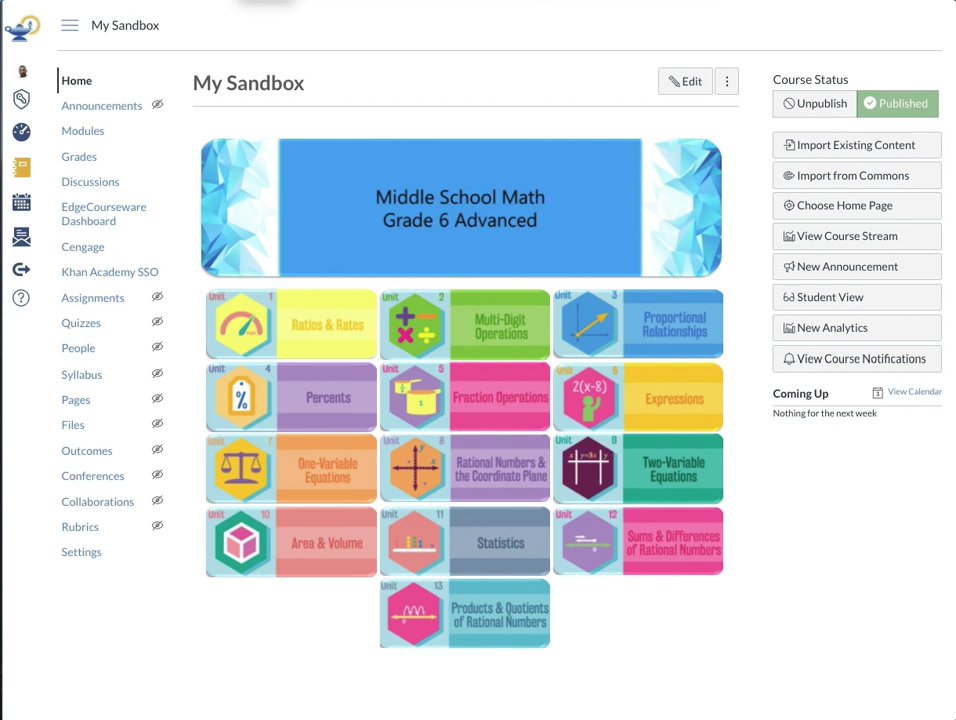 My Sandbox
Home
Announcements
Modules
Grades
Discussions
EdgeCourseware
Dashboard
Cengage
Khan Academy SSO
Assignments
Quizzes
People
Syllabus
Pages
Files
Outcomes
Conferences
Collaborations
Rubrics
Settings
My Sandbox
Edit
Middle School Math
Grade 6 Advanced
Unit 1
Ratios & Rates
Unit 2
Multi-Digit
Operations
Unit 3
Proportional
Relationships
Unit 4
%
Percents
Unit 5
1
Fraction Operations
Unit 6
2(x-8)
Expressions
Unit 7
One-Variable
Equations
Unit 8
Rational Numbers &
the Coordinate Plane
Unit 9
Two-Variable
Equations
Unit 10
Area & Volume
Unit 11
Statistics
Unit 12
0
Sums & Differences
of Rational Numbers
Unit 13
0
Products & Quotients
of Rational Numbers
Course Status
Unpublish
Published
Import Existing Content
Import from Commons
Choose Home Page
View Course Stream
New Announcement
Student View
New Analytics
View Course Notifications
Coming Up
View Calendar
Nothing for the next week